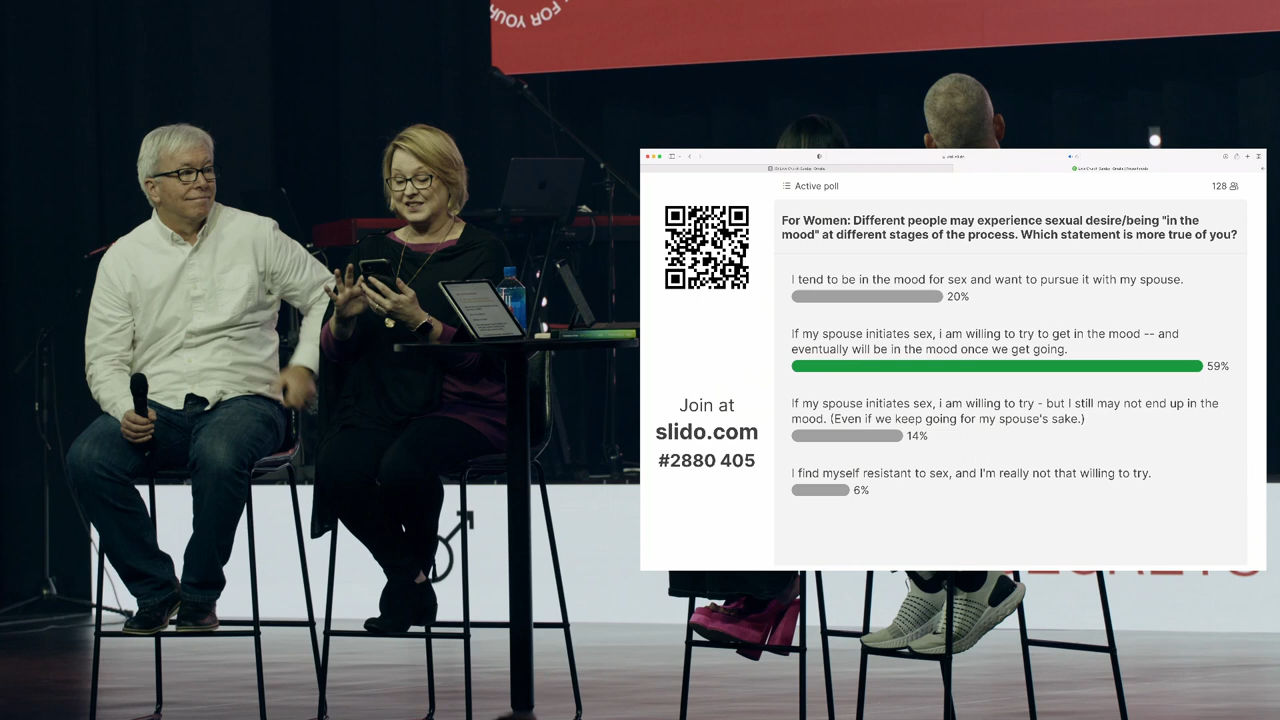 FOR YOUR
Active poll
128
For Women: Different people may experience sexual desire/being "in the
mood" at different stages of the process. Which statement is more true of you?
I tend to be in the mood for sex and want to pursue it with my spouse.
20%
If my spouse initiates sex, i am willing to try to get in the mood -- and
eventually will be in the mood once we get going.
59%
If my spouse initiates sex, i am willing to try - but I still may not end up in the
mood. (Even if we keep going for my spouse's sake.)
14%
I find myself resistant to sex, and I'm really not that willing to try.
6%
Join at
slido.com
#2880 405
SECRETS